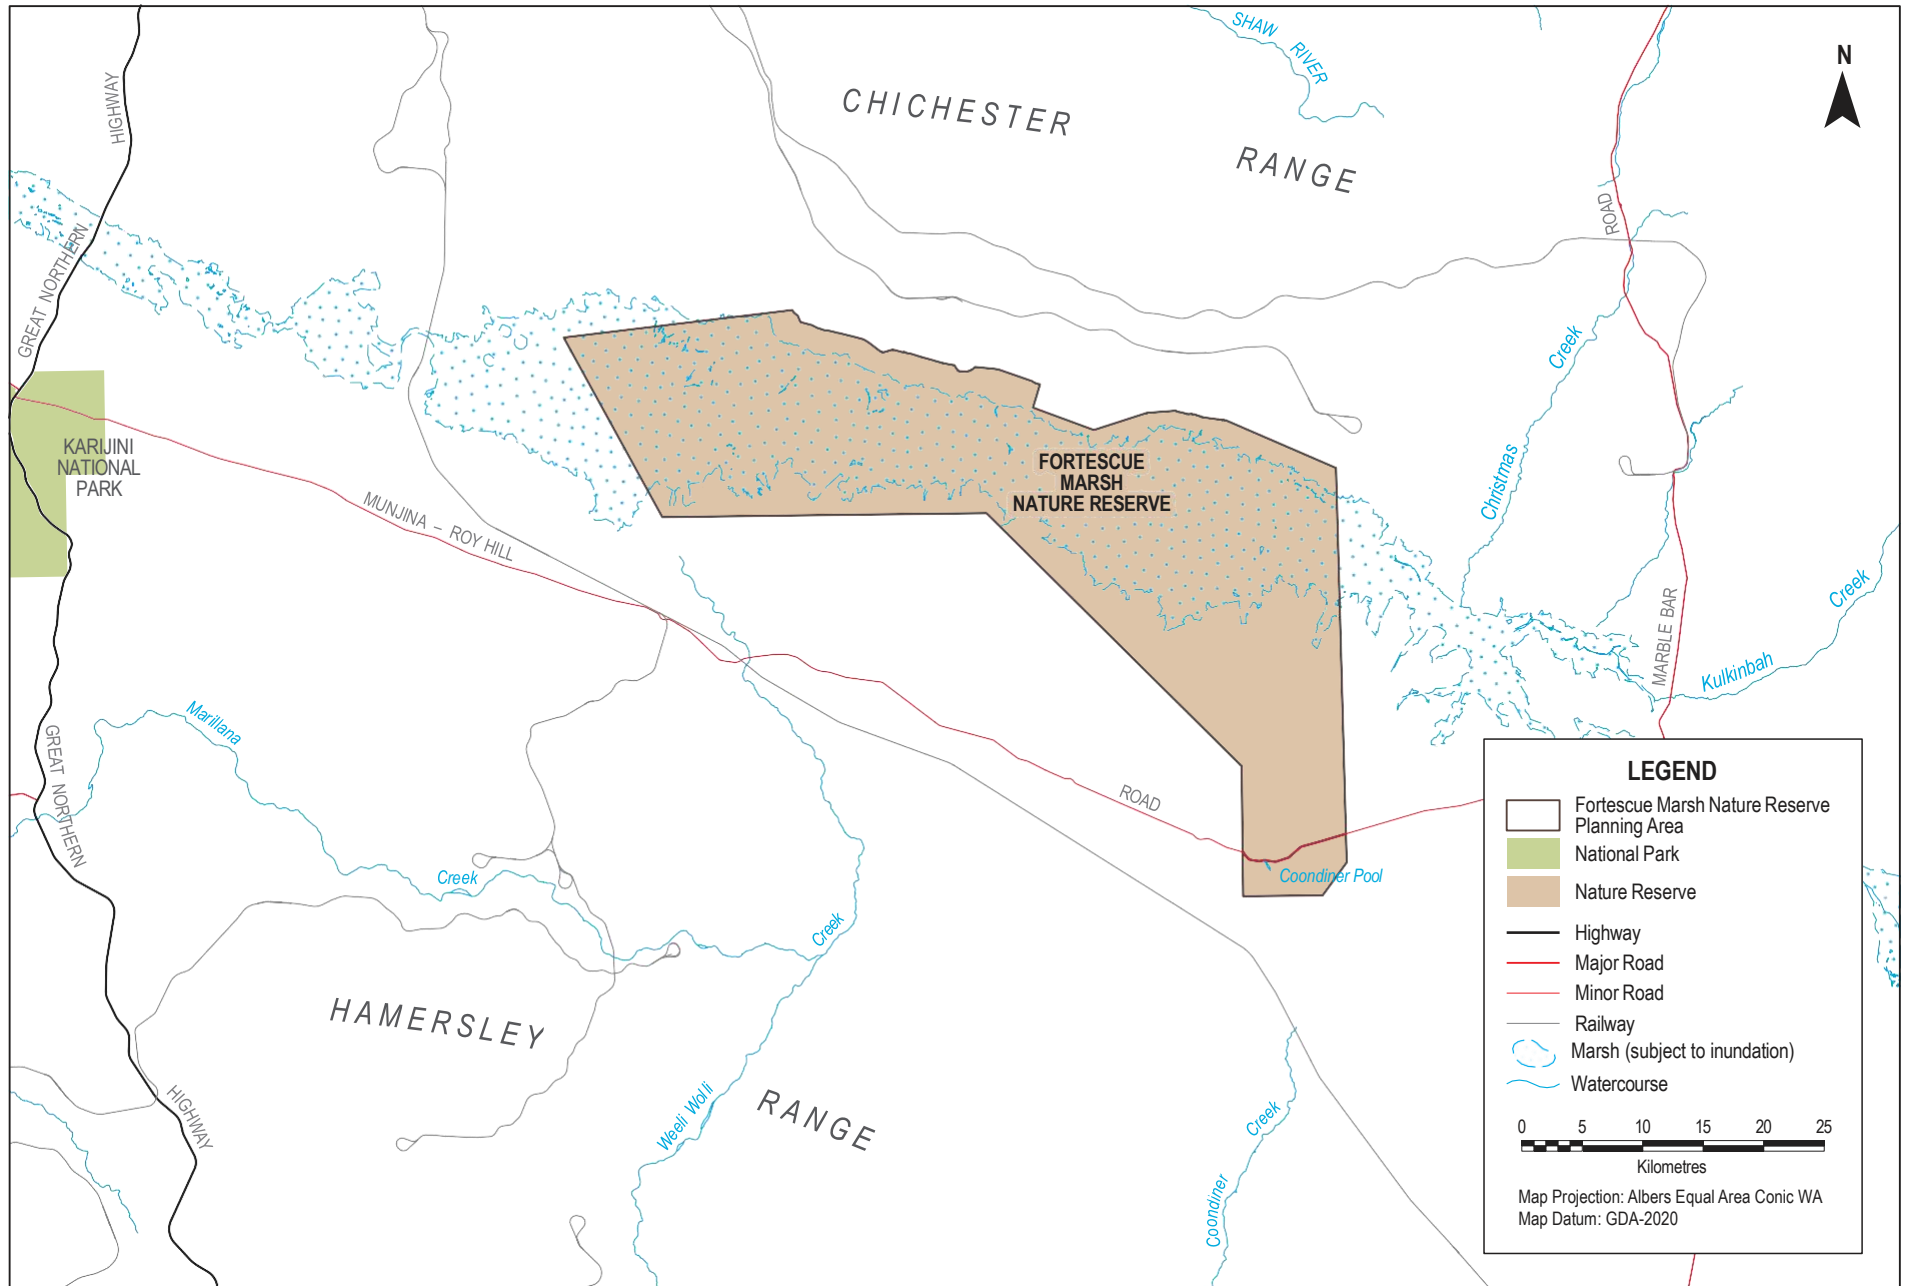 SHAW RIVER
N
CHICHESTER
RANGE
HIGHWAY
GREAT NORTHERN
ROAD
Creek
Christmas
KARIJINI
NATIONAL
PARK
FORTESCUE
MARSH
NATURE RESERVE
MUNJINA – ROY HILL
Creek
MARBLE BAR
Kulkinbah
Marillana
GREAT NORTHERN
ROAD
Creek
Coondiner Pool
Creek
HAMERSLEY
RANGE
HIGHWAY
Weeli Wolli
Creek
Coondiner
LEGEND
Fortescue Marsh Nature Reserve
Planning Area
National Park
Nature Reserve
Highway
Major Road
Minor Road
Railway
Marsh (subject to inundation)
Watercourse
0 5 10 15 20 25
Kilometres
Map Projection: Albers Equal Area Conic WA
Map Datum: GDA-2020